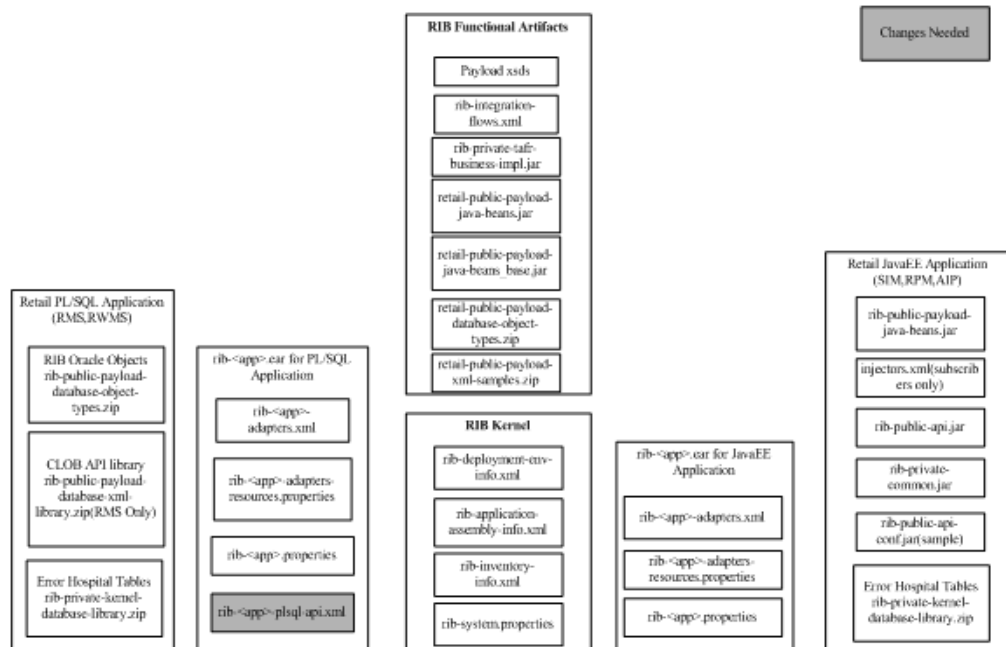 RIB Functional Artifacts
Payload xsds
rib-integration-
flows.xml
rib-private-tafr-
business-impl.jar
retail-public-payload-
java-beans.jar
retail-public-payload-
java-beans_base.jar
retail-public-payload-
database-object-
types.zip
retail-public-payload-
xml-samples.zip
Changes Needed
Retail PL/SQL Application
(RMS,RWMS)
RIB Oracle Objects
rib-public-payload-
database-object-
types.zip
CLOB API library
rib-public-payload-
database-xml-
library.zip(RMS Only)
Error Hospital Tables
rib-private-kernel-
database-library.zip
rib-<app>.ear for PL/SQL
Application
rib-<app>-
adapters.xml
rib-<app>-adapters-
resources.properties
rib-<app>.properties
rib-<app>-plsql-api.xml
RIB Kernel
rib-deployment-env-
info.xml
rib-application-
assembly-info.xml
rib-inventory-
info.xml
rib-system.properties
rib-<app>.ear for JavaEE
Application
rib-<app>-adapters.xml
rib-<app>-adapters-
resources.properties
rib-<app>.properties
Retail JavaEE Application
(SIM,RPM,AIP)
rib-public-payload-
java-beans.jar
injectors.xml(subscri
bers only)
rib-public-api.jar
rib-private-
common.jar
rib-public-api-
conf.jar(sample)
Error Hospital Tables
rib-private-kernel-
database-library.zip